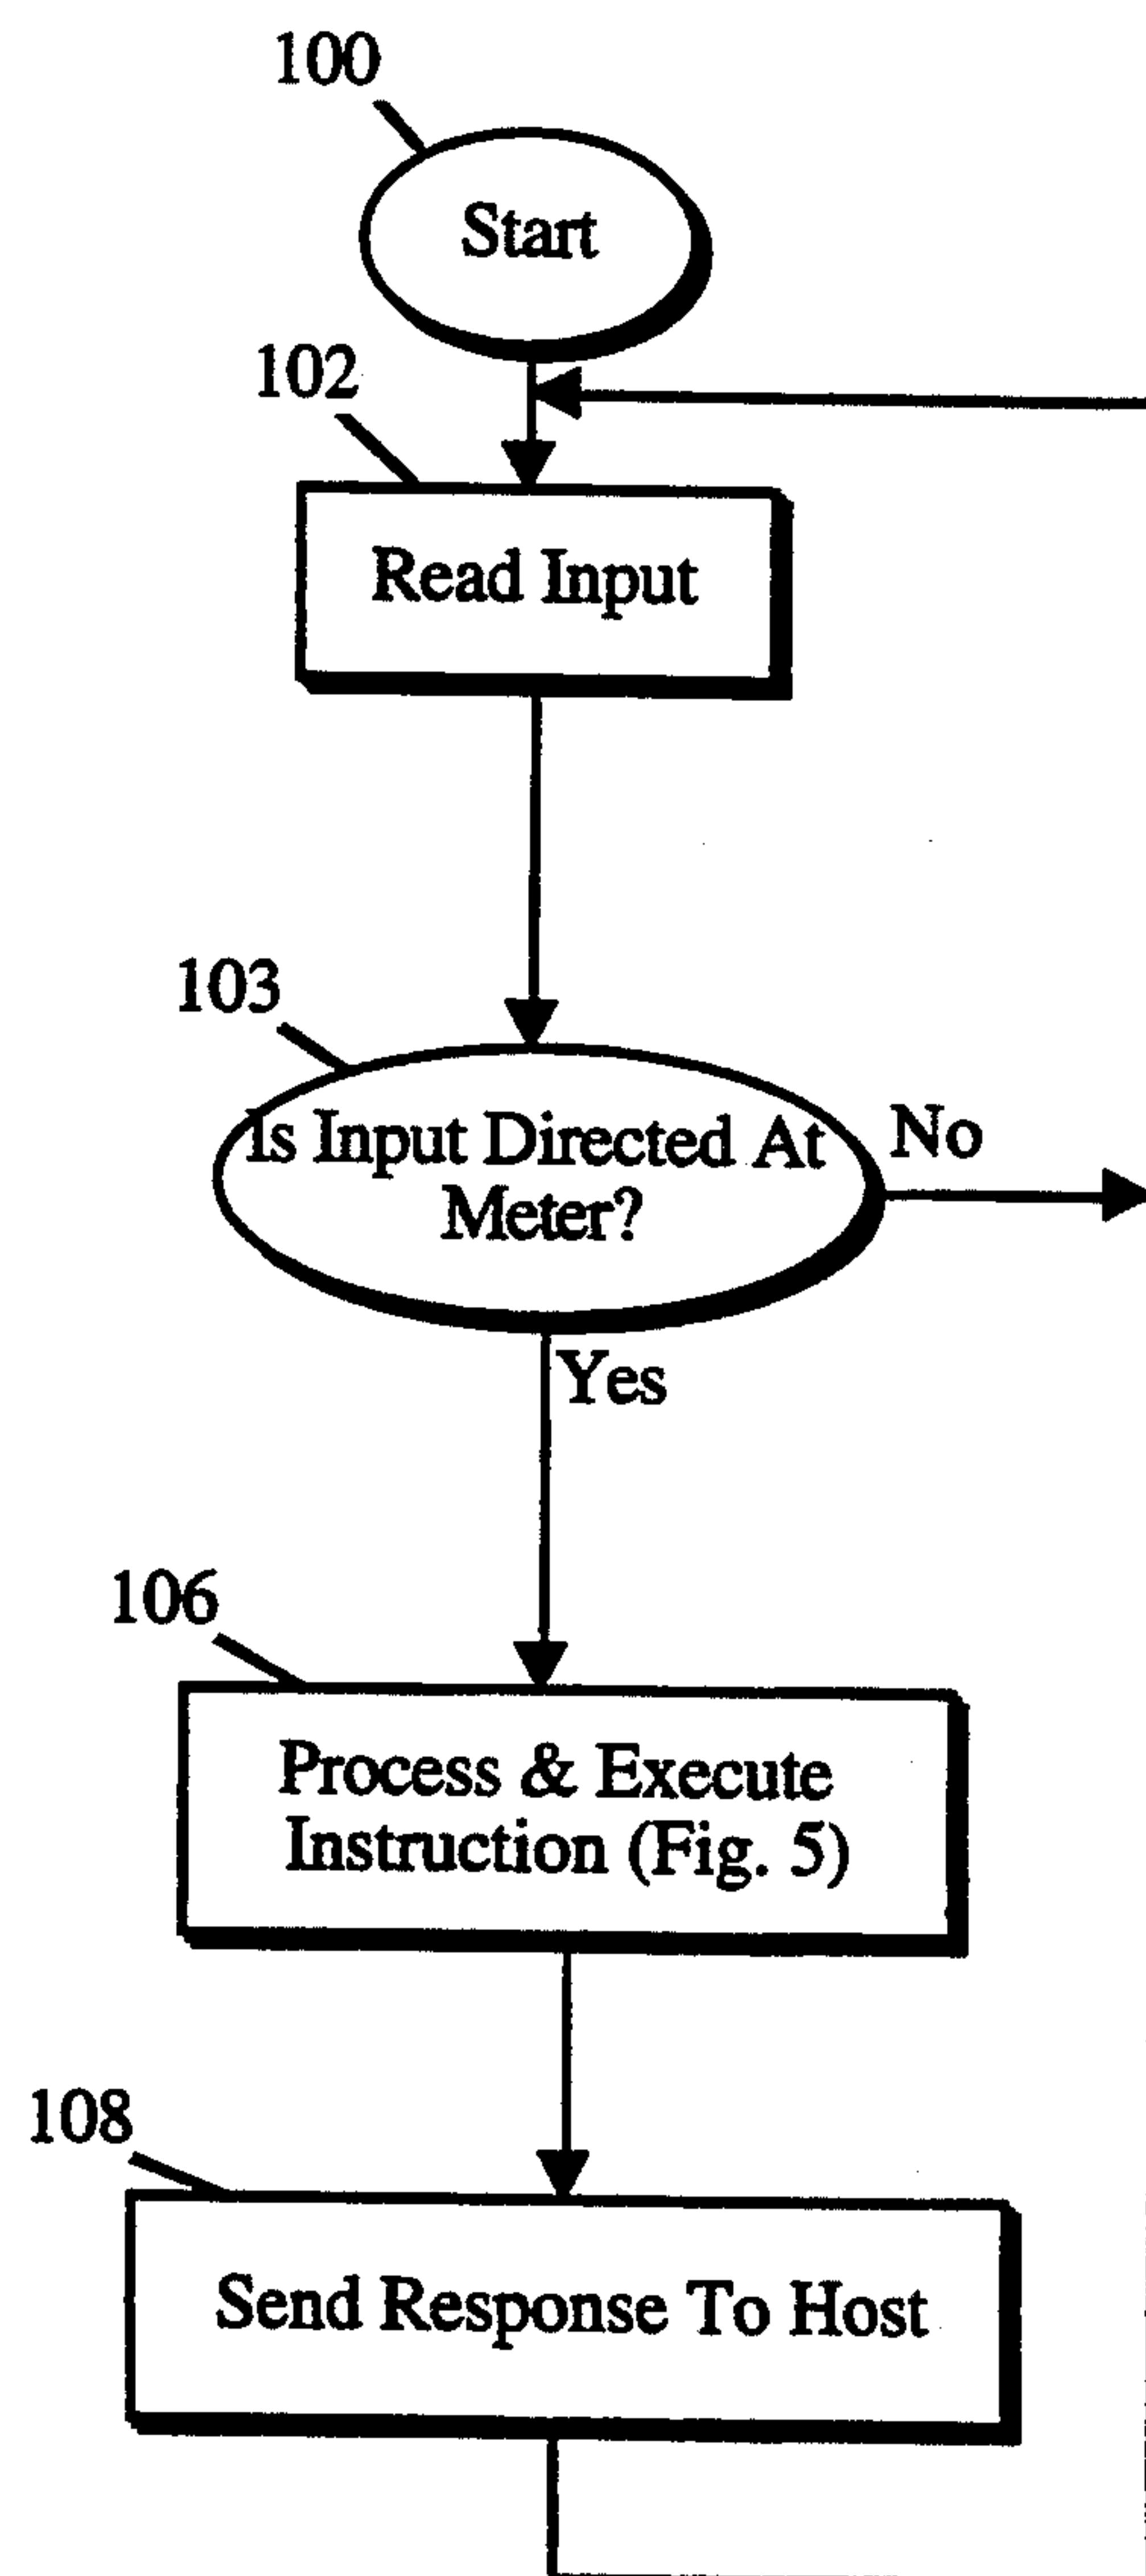 100
Start
102
Read Input
103
Is Input Directed At
Meter?
No
Yes
106
Process & Execute
Instruction (Fig. 5)
108
Send Response To Host